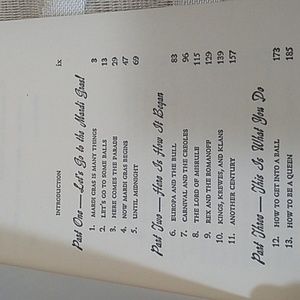 INTRODUCTION ix
Part One — Let's Go to the Mardi Gras!
1. MARDI GRAS IS MANY THINGS 3
2. LET'S GO TO SOME BALLS 13
3. HERE COMES THE PARADE 29
4. NOW MARDI GRAS BEGINS 47
5. UNTIL MIDNIGHT 69
Part Two — Here Is How It Began
6. EUROPA AND THE BULL 83
7. CARNIVAL AND THE CREOLES 96
8. THE LORD OF MISRULE 115
9. REX AND THE ROMANOFF 129
10. KINGS, KREWES, AND KLANS 139
11. ANOTHER CENTURY 157
Part Three — This Is What You Do
12. HOW TO GET INTO A BALL 173
13. HOW TO BE A QUEEN 185